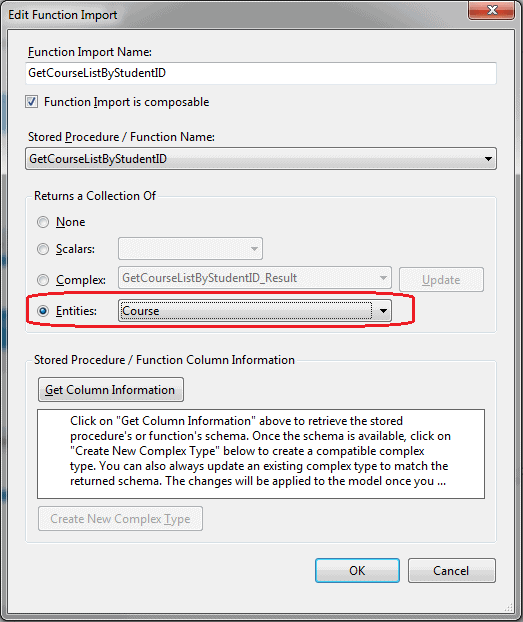 Edit Function Import
Function Import Name:
GetCourseListByStudentID
Function Import is composable
Stored Procedure / Function Name:
GetCourseListByStudentID
Returns a Collection Of
None
Scalars:
Complex: GetCourseListByStudentID_Result Update
Entities: Course
Stored Procedure / Function Column Information
Get Column Information
Click on "Get Column Information" above to retrieve the stored
procedure's or function's schema. Once the schema is available, click on
"Create New Complex Type" below to create a compatible complex
type. You can also always update an existing complex type to match the
returned schema. The changes will be applied to the model once you ...
Create New Complex Type
OK Cancel